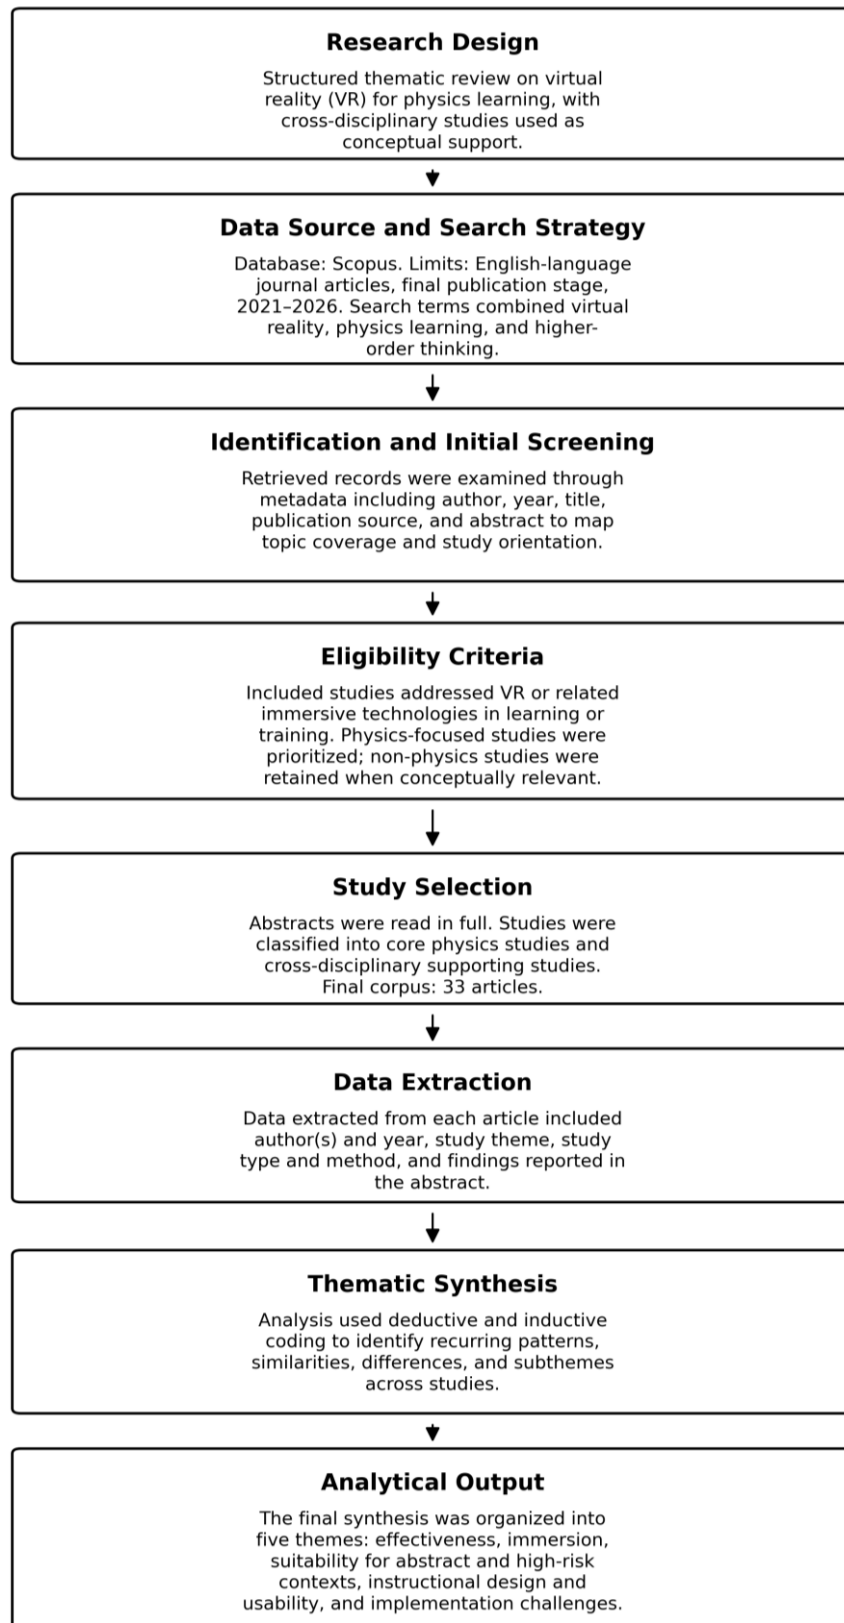 Research Design
Structured thematic review on virtual
reality (VR) for physics learning, with
cross-disciplinary studies used as
conceptual support.
Data Source and Search Strategy
Database: Scopus. Limits: English-language
journal articles, final publication stage,
2021–2026. Search terms combined virtual
reality, physics learning, and higher-
order thinking.
Identification and Initial Screening
Retrieved records were examined through
metadata including author, year, title,
publication source, and abstract to map
topic coverage and study orientation.
Eligibility Criteria
Included studies addressed VR or related
immersive technologies in learning or
training. Physics-focused studies were
prioritized; non-physics studies were
retained when conceptually relevant.
Study Selection
Abstracts were read in full. Studies were
classified into core physics studies and
cross-disciplinary supporting studies.
Final corpus: 33 articles.
Data Extraction
Data extracted from each article included
author(s) and year, study theme, study
type and method, and findings reported in
the abstract.
Thematic Synthesis
Analysis used deductive and inductive
coding to identify recurring patterns,
similarities, differences, and subthemes
across studies.
Analytical Output
The final synthesis was organized into
five themes: effectiveness, immersion,
suitability for abstract and high-risk
contexts, instructional design and
usability, and implementation challenges.